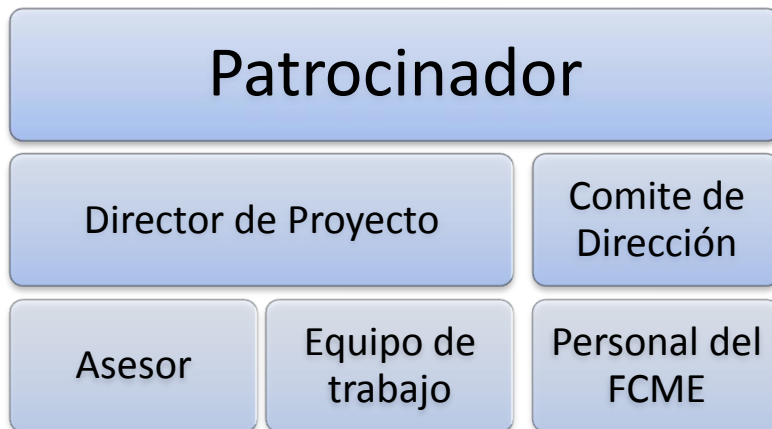 Patrocinador
Director de Proyecto
Comite de
Dirección
Asesor
Equipo de
trabajo
Personal del
FCME